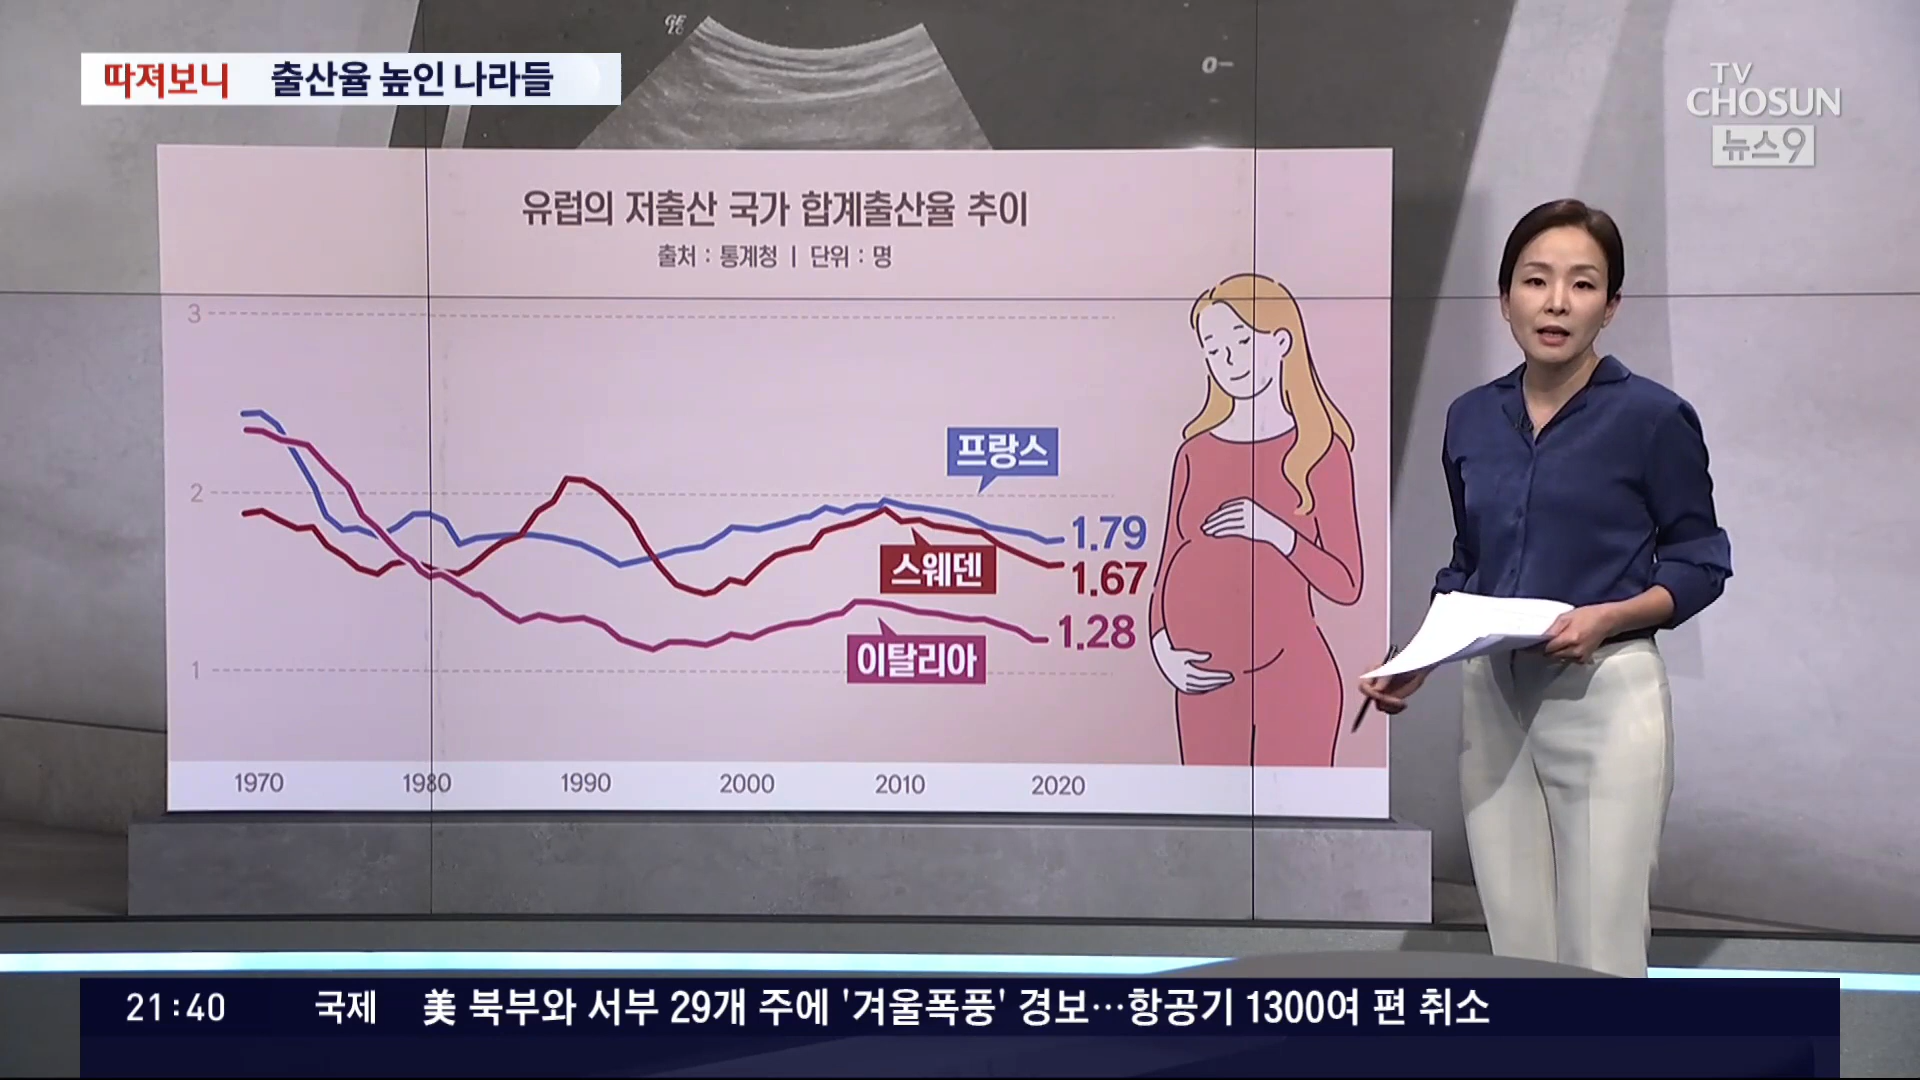 따져보니 출산율 높인 나라들
TV
CHOSUN
뉴스9
유럽의 저출산 국가 합계출산율 추이
출처 : 통계청 | 단위 : 명
3
2
1
프랑스
1.79
스웨덴
1.67
이탈리아
1.28
1970 1980 1990 2000 2010 2020
21:40 국제 美 북부와 서부 29개 주에 '겨울폭풍' 경보…항공기 1300여 편 취소